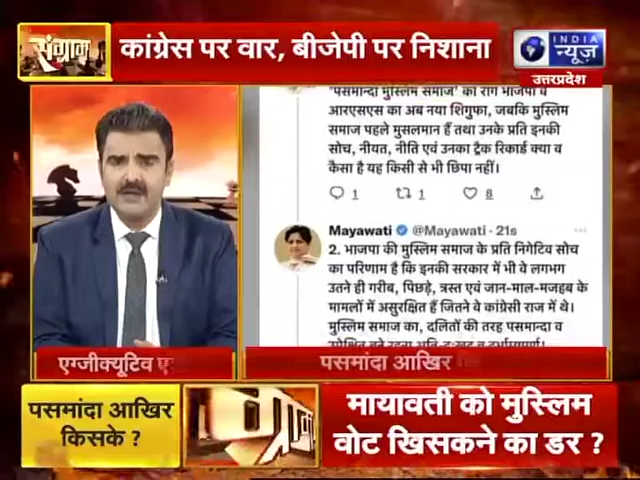 संग्राम
कांग्रेस पर वार, बीजेपी पर निशाना
INDIA
न्यूज़
उत्तरप्रदेश
'पसमान्दा मुस्लिम समाज' का राग भाजपा व
आरएसएस का अब नया शिगुफा, जबकि मुस्लिम
समाज पहले मुसलमान हैं तथा उनके प्रति इनकी
सोच, नीयत, नीति एवं उनका ट्रैक रिकार्ड क्या व
कैसा है यह किसी से भी छिपा नहीं।
1 1 8
Mayawati @Mayawati · 21s
2. भाजपा की मुस्लिम समाज के प्रति निगेटिव सोच
का परिणाम है कि इनकी सरकार में भी वे लगभग
उतने ही गरीब, पिछड़े, त्रस्त एवं जान-माल-मजहब के
मामलों में असुरक्षित हैं जितने वे कांग्रेसी राज में थे।
मुस्लिम समाज का, दलितों की तरह पसमान्दा व
एग्जीक्यूटिव
पसमांदा आखिर
पसमांदा आखिर
किसके ?
मायावती को मुस्लिम
वोट खिसकने का डर ?